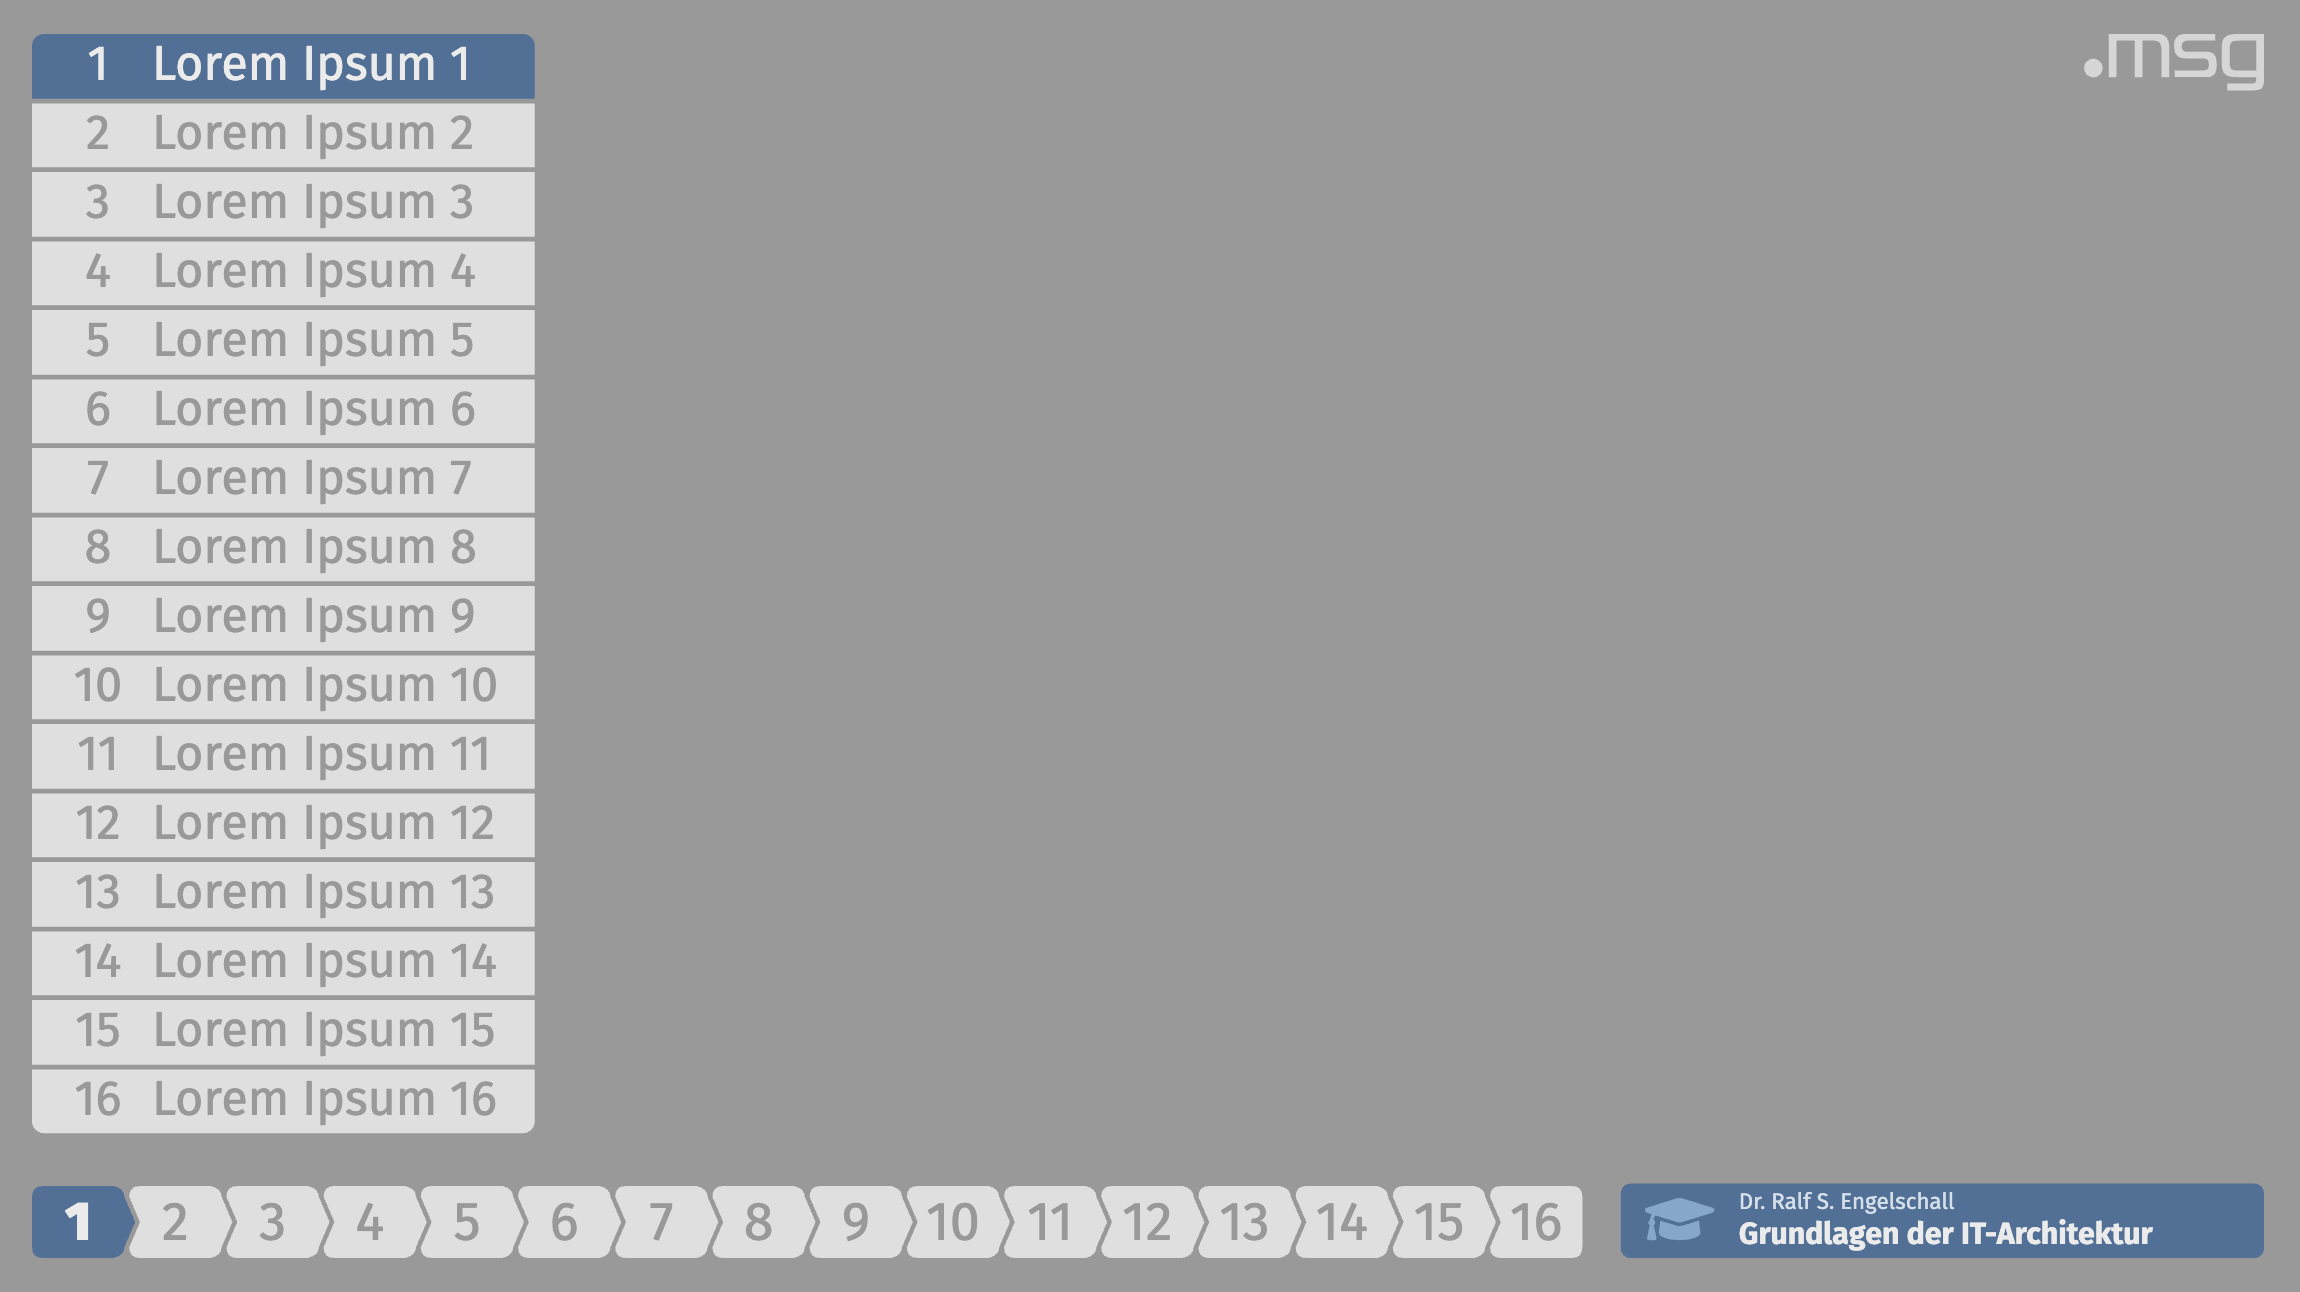 1 Lorem Ipsum 1
.msg
2 Lorem Ipsum 2
3 Lorem Ipsum 3
4 Lorem Ipsum 4
5 Lorem Ipsum 5
6 Lorem Ipsum 6
7 Lorem Ipsum 7
8 Lorem Ipsum 8
9 Lorem Ipsum 9
10 Lorem Ipsum 10
11 Lorem Ipsum 11
12 Lorem Ipsum 12
13 Lorem Ipsum 13
14 Lorem Ipsum 14
15 Lorem Ipsum 15
16 Lorem Ipsum 16
1 2 3 4 5 6 7 8 9 10 11 12 13 14 15 16
Dr. Ralf S. Engelschall
Grundlagen der IT-Architektur